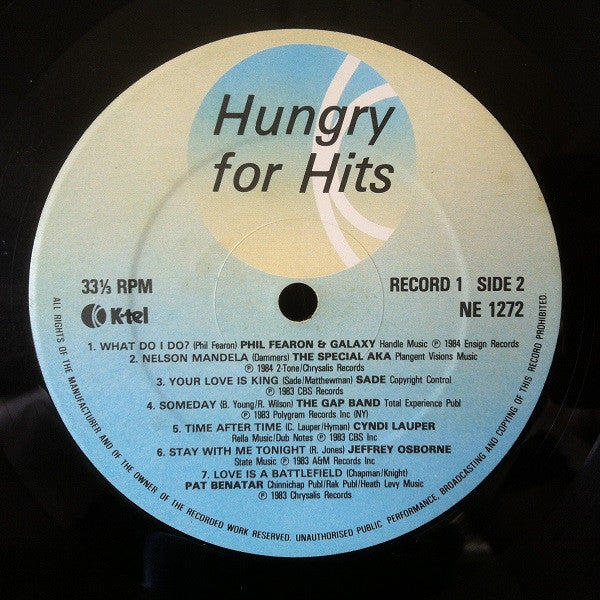 Hungry
for Hits
33⅓ RPM
RECORD 1 SIDE 2
K-tel
NE 1272
1. WHAT DO I DO? (Phil Fearon) PHIL FEARON & GALAXY Handle Music ℗ 1984 Ensign Records
2. NELSON MANDELA (Dammers) THE SPECIAL AKA Plangent Visions Music
℗ 1984 2-Tone/Chrysalis Records
3. YOUR LOVE IS KING (Sade/Matthewman) SADE Copyright Control
℗ 1983 CBS Records
4. SOMEDAY (B. Young/R. Wilson) THE GAP BAND Total Experience Publ
℗ 1983 Polygram Records Inc (NY)
5. TIME AFTER TIME (C. Lauper/Hyman) CYNDI LAUPER
Rella Music/Dub Notes ℗ 1983 CBS Inc
6. STAY WITH ME TONIGHT (R. Jones) JEFFREY OSBORNE
State Music ℗ 1983 A&M Records Inc
7. LOVE IS A BATTLEFIELD (Chapman/Knight)
PAT BENATAR Chinnichap Publ/Rak Publ/Heath Levy Music
℗ 1983 Chrysalis Records
ALL RIGHTS OF THE MANUFACTURER AND OF THE OWNER OF THE RECORDED WORK RESERVED. UNAUTHORISED PUBLIC PERFORMANCE, BROADCASTING AND COPYING OF THIS RECORD PROHIBITED.